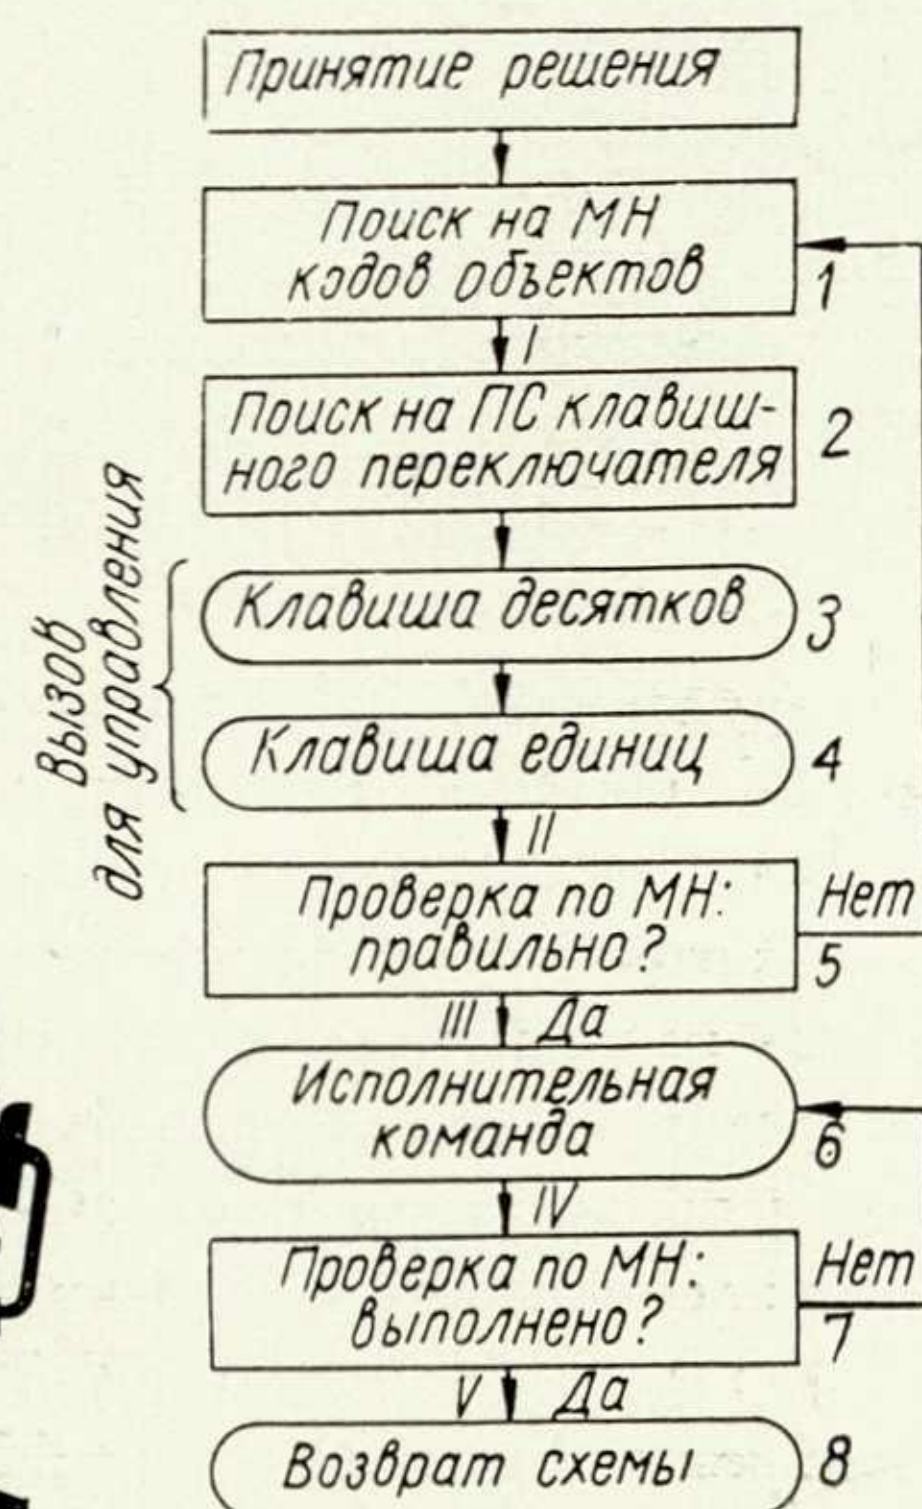 Принятие решения
Поиск на МН
кодов объектов
1
I
Поиск на ПС клавиш-
ного переключателя
2
Вызов
для управления
Клавиша десятков
3
Клавиша единиц
4
II
Проверка по МН:
правильно?
Нет
5
III Да
Исполнительная
команда
6
IV
Проверка по МН:
выполнено?
Нет
7
V Да
Возврат схемы
8